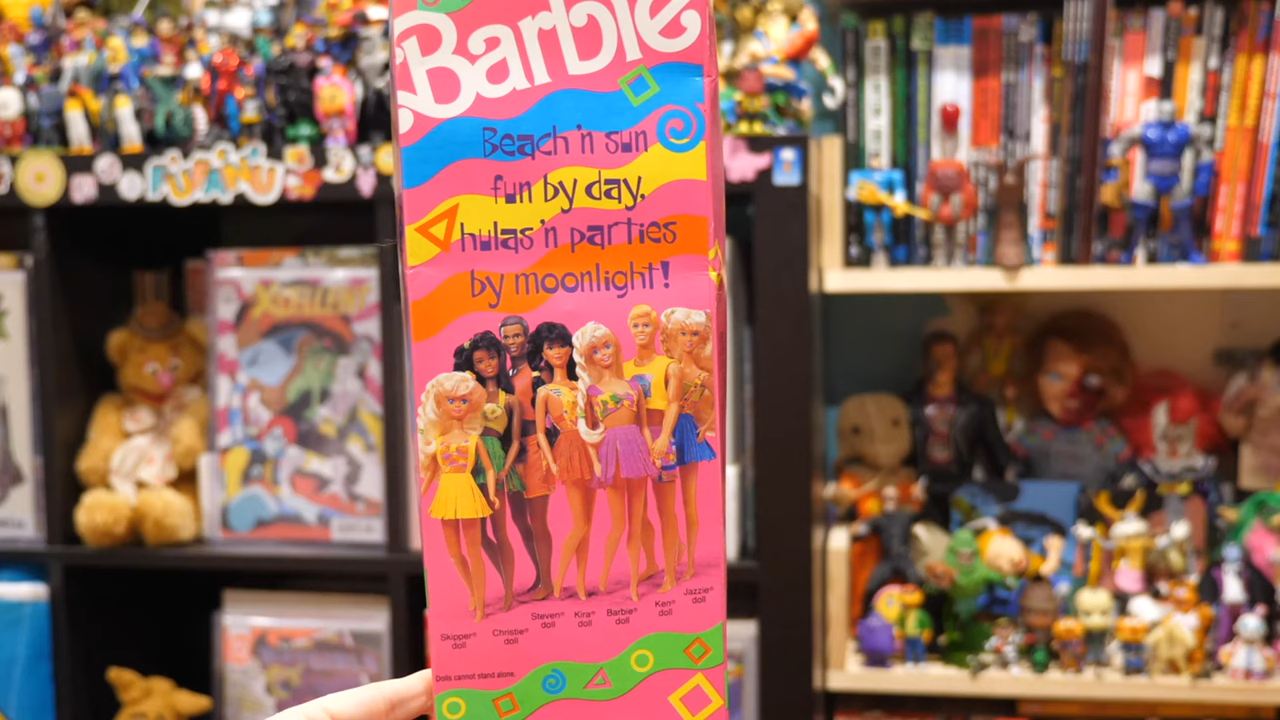 Barbie
Beach 'n sun
fun by day,
hulas 'n parties
by moonlight!
Skipper® doll
Christie® doll
Steven® doll
Kira® doll
Barbie® doll
Ken® doll
Jazzie® doll
Dolls cannot stand alone.